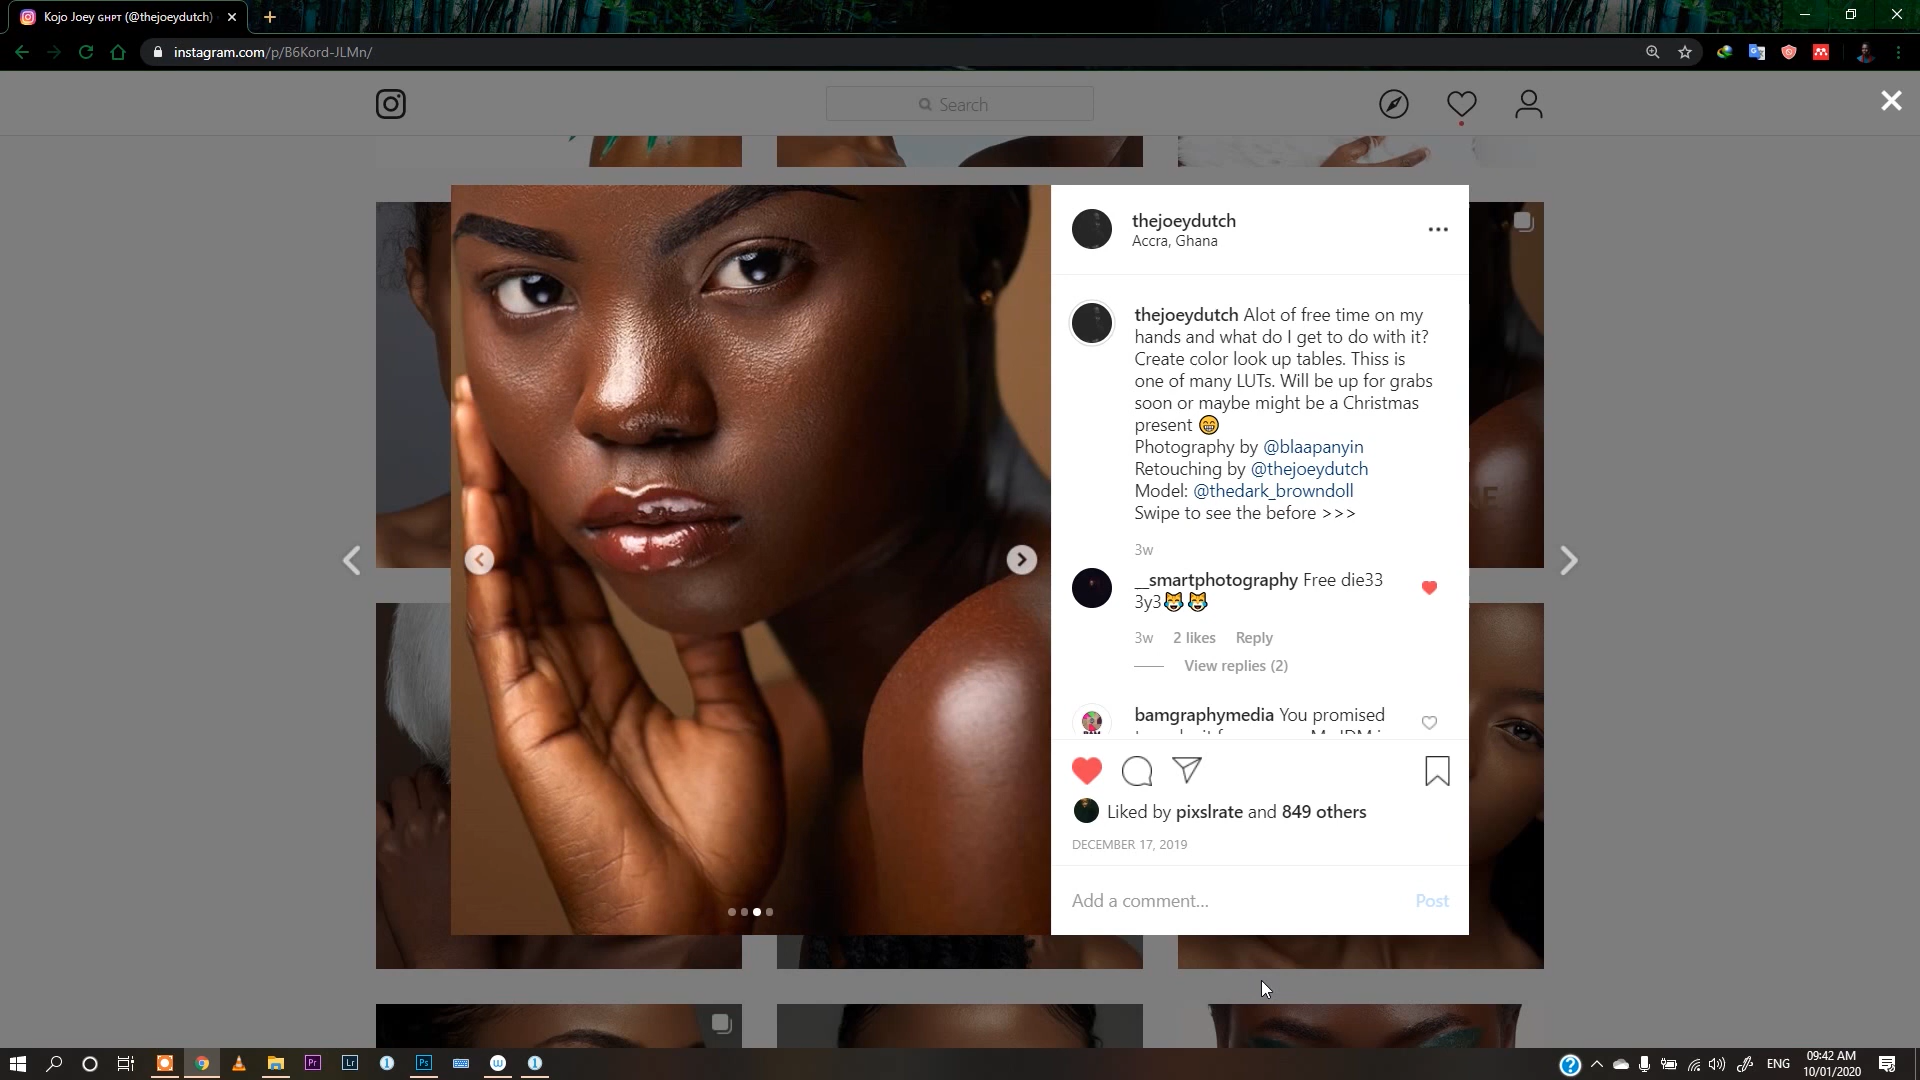 Kojo Joey GHPT (@thejoeydutch)
instagram.com/p/B6Kord-JLMn/
Search
thejoeydutch
Accra, Ghana
thejoeydutch Alot of free time on my
hands and what do I get to do with it?
Create color look up tables. Thiss is
one of many LUTs. Will be up for grabs
soon or maybe might be a Christmas
present 😁
Photography by @blaapanyin
Retouching by @thejoeydutch
Model: @thedark_browndoll
Swipe to see the before >>>
3w
__smartphotography Free die33
3y3😹😹
3w 2 likes Reply
View replies (2)
bamgraphymedia You promised
Liked by pixslrate and 849 others
DECEMBER 17, 2019
Add a comment... Post
Pr
Lr
Ps
W
ENG
09:42 AM
10/01/2020